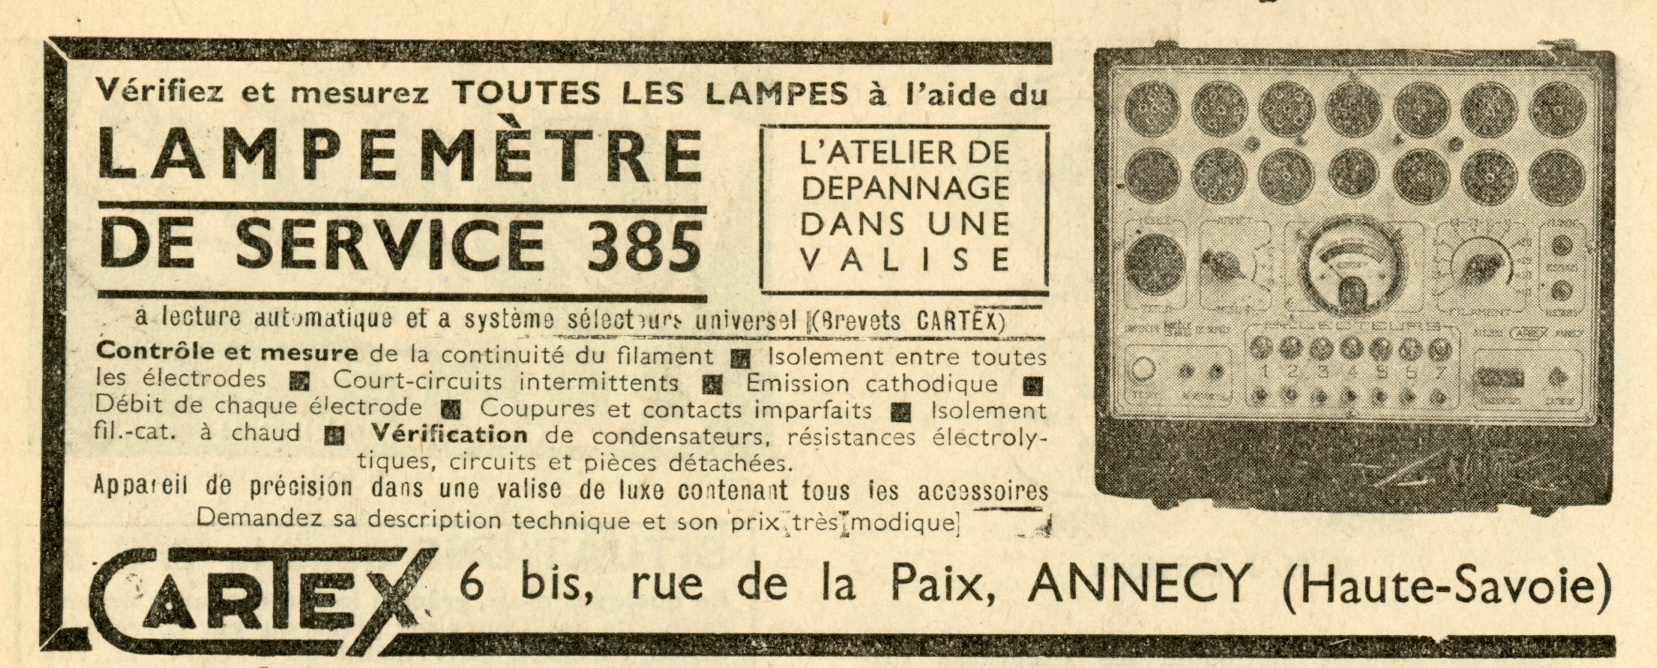 Vérifiez et mesurez TOUTES LES LAMPES à l'aide du
LAMPEMÈTRE
DE SERVICE 385
L'ATELIER DE
DEPANNAGE
DANS UNE
VALISE
à lecture automatique et a système sélecteurs universel (Brevets CARTEX)
Contrôle et mesure de la continuité du filament ■ Isolement entre toutes
les électrodes ■ Court-circuits intermittents ■ Emission cathodique ■
Débit de chaque électrode ■ Coupures et contacts imparfaits ■ Isolement
fil.-cat. à chaud ■ Vérification de condensateurs, résistances électroly-
tiques, circuits et pièces détachées.
Appareil de précision dans une valise de luxe contenant tous les accessoires
Demandez sa description technique et son prix très modique
CARTEX 6 bis, rue de la Paix, ANNECY (Haute-Savoie)
FILAMENT
SELECTEURS
CARTEX ANNECY
1 2 3 4 5 6 7